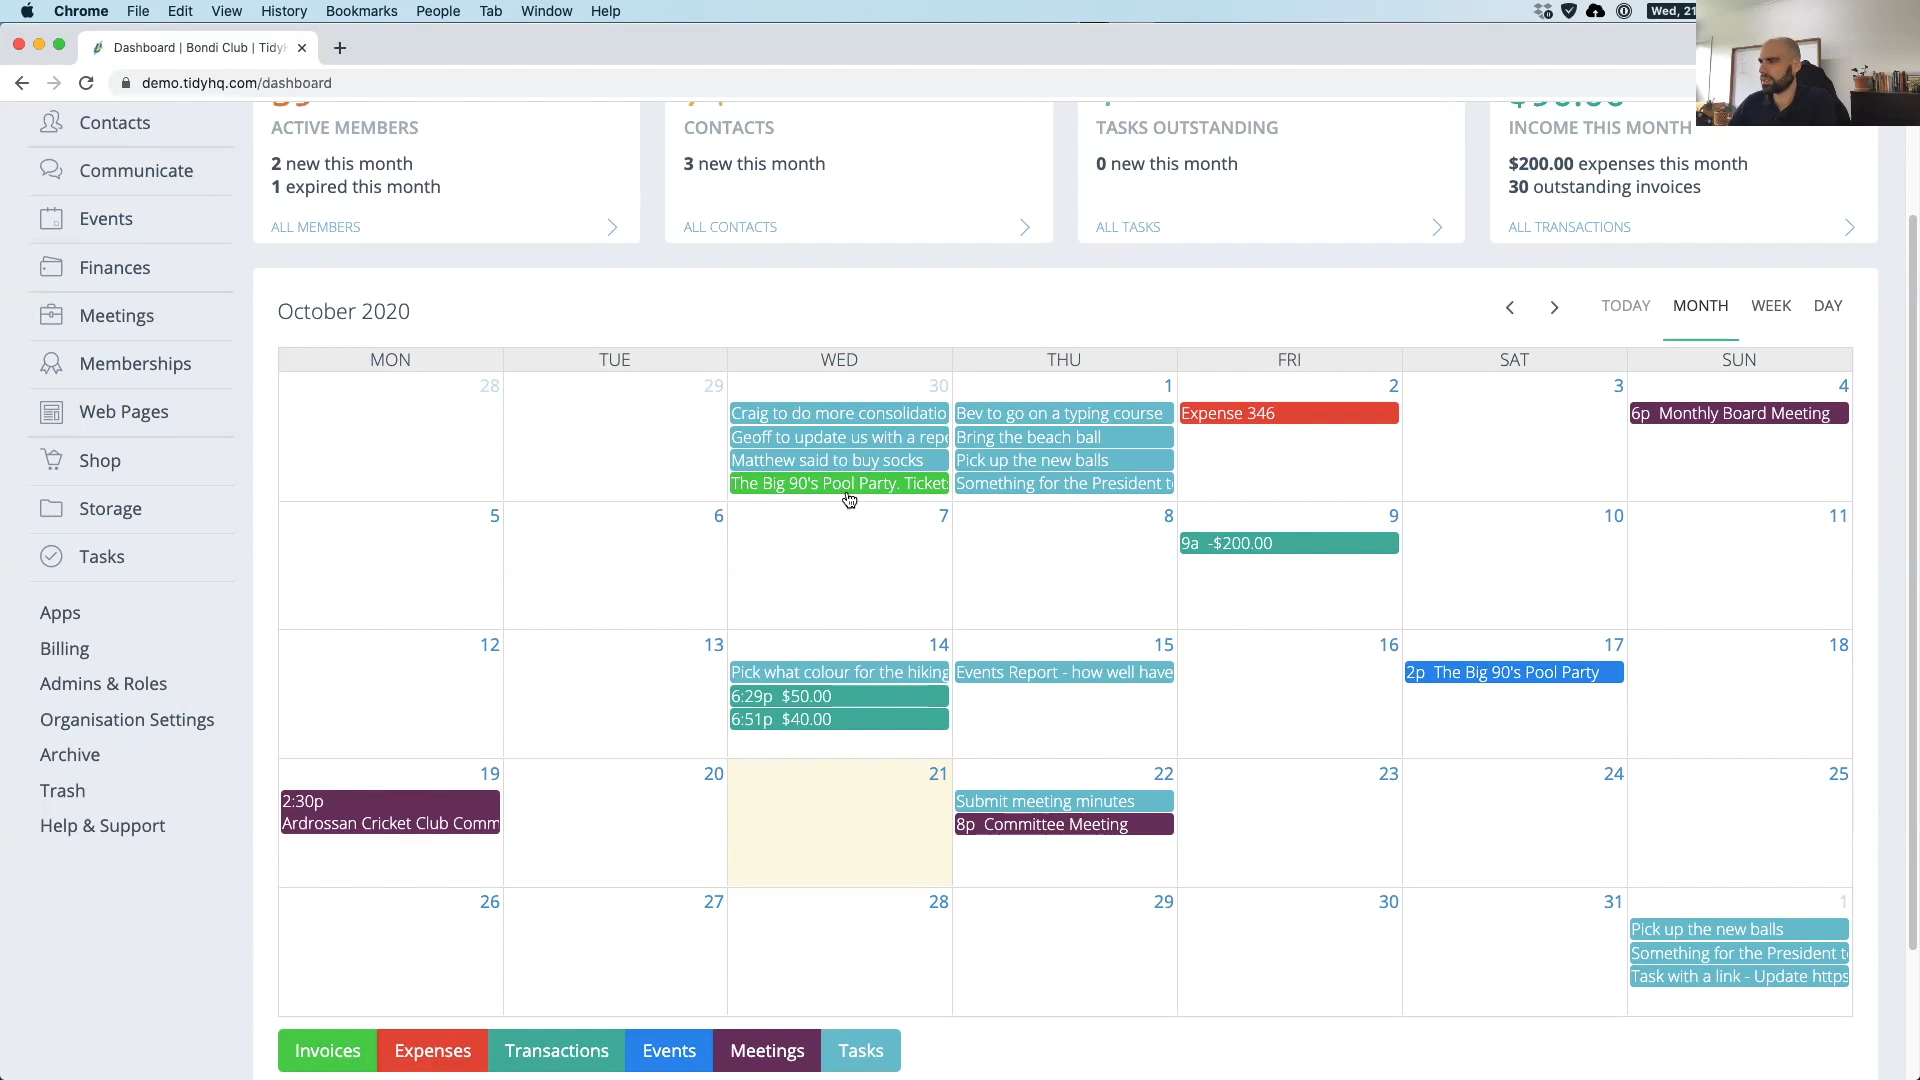 Chrome File Edit View History Bookmarks People Tab Window Help
Wed, 21
Dashboard | Bondi Club | Tidy
demo.tidyhq.com/dashboard
Contacts
Communicate
Events
Finances
Meetings
Memberships
Web Pages
Shop
Storage
Tasks
Apps
Billing
Admins & Roles
Organisation Settings
Archive
Trash
Help & Support
ACTIVE MEMBERS
2 new this month
1 expired this month
ALL MEMBERS
CONTACTS
3 new this month
ALL CONTACTS
TASKS OUTSTANDING
0 new this month
ALL TASKS
INCOME THIS MONTH
$200.00 expenses this month
30 outstanding invoices
ALL TRANSACTIONS
October 2020
TODAY MONTH WEEK DAY
MON TUE WED THU FRI SAT SUN
28 29 30 1 2 3 4
Craig to do more consolidatio
Geoff to update us with a repo
Matthew said to buy socks
The Big 90's Pool Party. Ticket
Bev to go on a typing course
Bring the beach ball
Pick up the new balls
Something for the President t
Expense 346
6p Monthly Board Meeting
5 6 7 8 9 10 11
9a -$200.00
12 13 14 15 16 17 18
Pick what colour for the hiking
6:29p $50.00
6:51p $40.00
Events Report - how well have
2p The Big 90's Pool Party
19 20 21 22 23 24 25
2:30p
Ardrossan Cricket Club Comm
Submit meeting minutes
8p Committee Meeting
26 27 28 29 30 31 1
Pick up the new balls
Something for the President t
Task with a link - Update https
Invoices Expenses Transactions Events Meetings Tasks